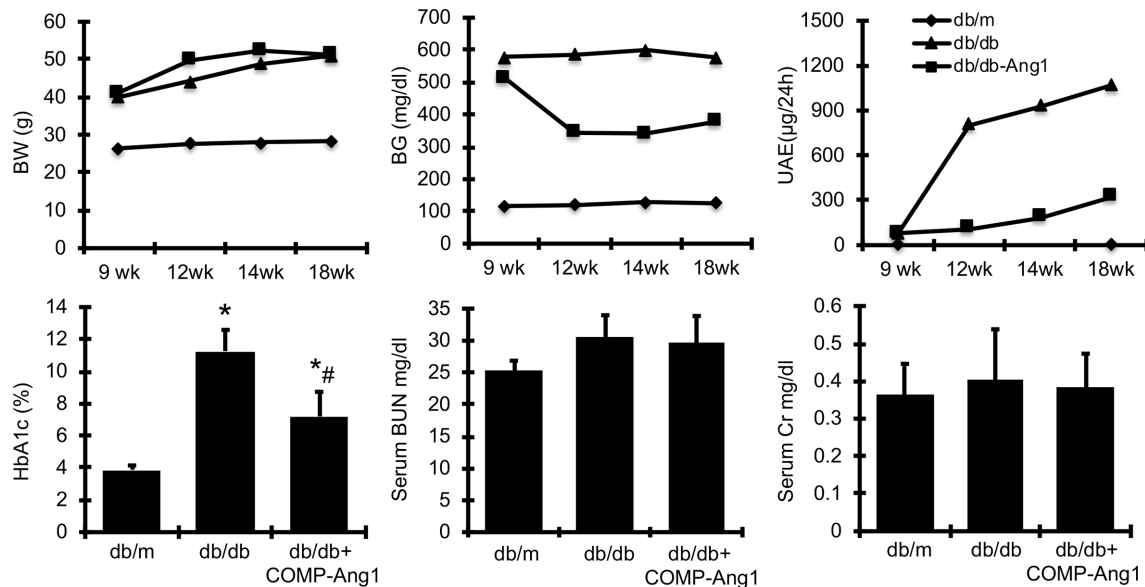 60
50
40
30
20
10
0
BW (g)
9 wk 12wk 14wk 18wk
700
600
500
400
300
200
100
0
BG (mg/dl)
9 wk 12wk 14wk 18wk
1500
1200
900
600
300
0
UAE(µg/24h)
db/m
db/db
db/db-Ang1
9 wk 12wk 14wk 18wk
14
12
10
8
6
4
2
0
HbA1c (%)
*
*#
db/m db/db db/db+
COMP-Ang1
35
30
25
20
15
10
5
0
Serum BUN mg/dl
db/m db/db db/db+
COMP-Ang1
0.6
0.5
0.4
0.3
0.2
0.1
0
Serum Cr mg/dl
db/m db/db db/db+
COMP-Ang1